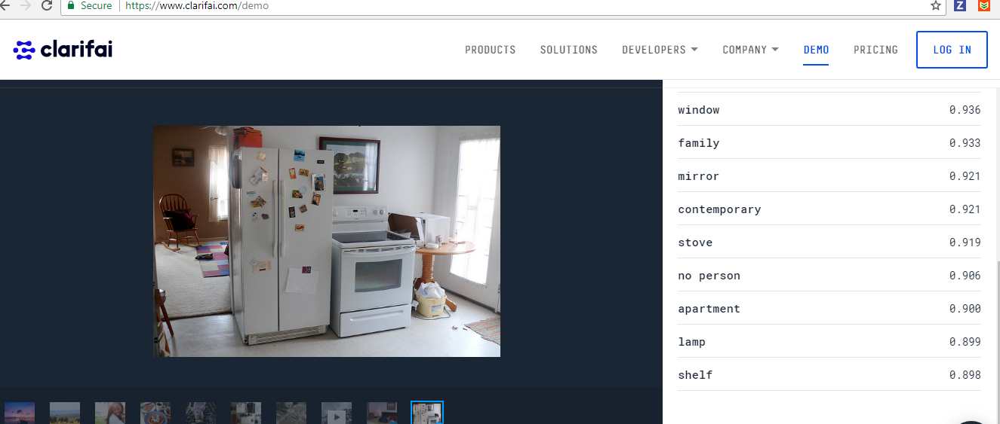 Secure https://www.clarifai.com/demo
clarifai PRODUCTS SOLUTIONS DEVELOPERS COMPANY DEMO PRICING LOG IN
window 0.936
family 0.933
mirror 0.921
contemporary 0.921
stove 0.919
no person 0.906
apartment 0.900
lamp 0.899
shelf 0.898